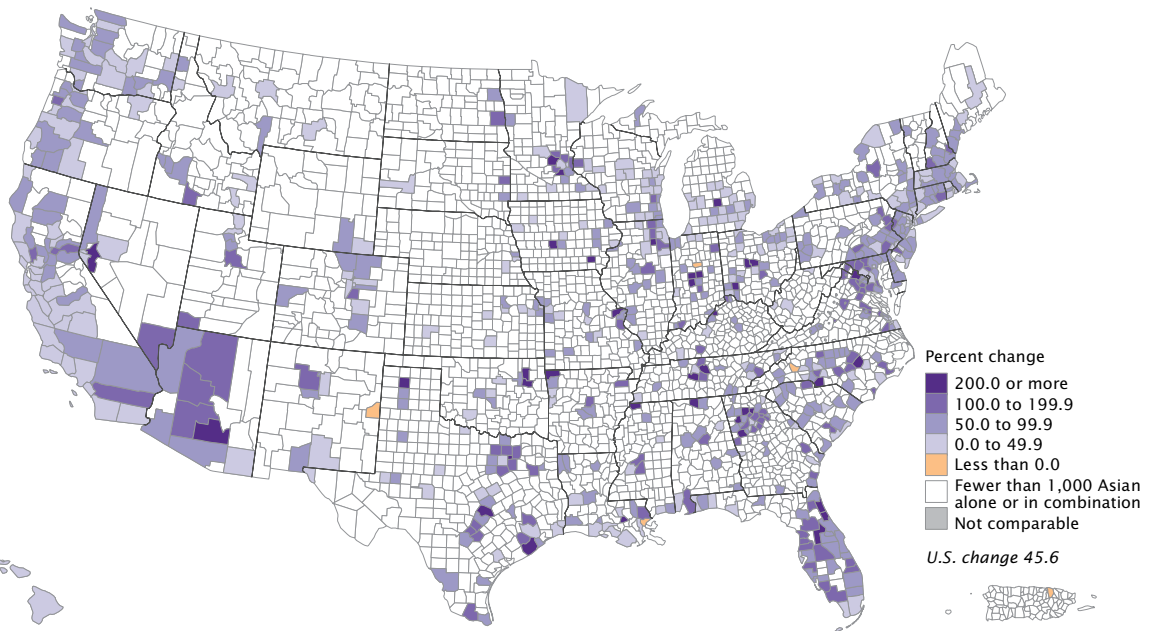 Percent change
200.0 or more
100.0 to 199.9
50.0 to 99.9
0.0 to 49.9
Less than 0.0
Fewer than 1,000 Asian
alone or in combination
Not comparable
U.S. change 45.6